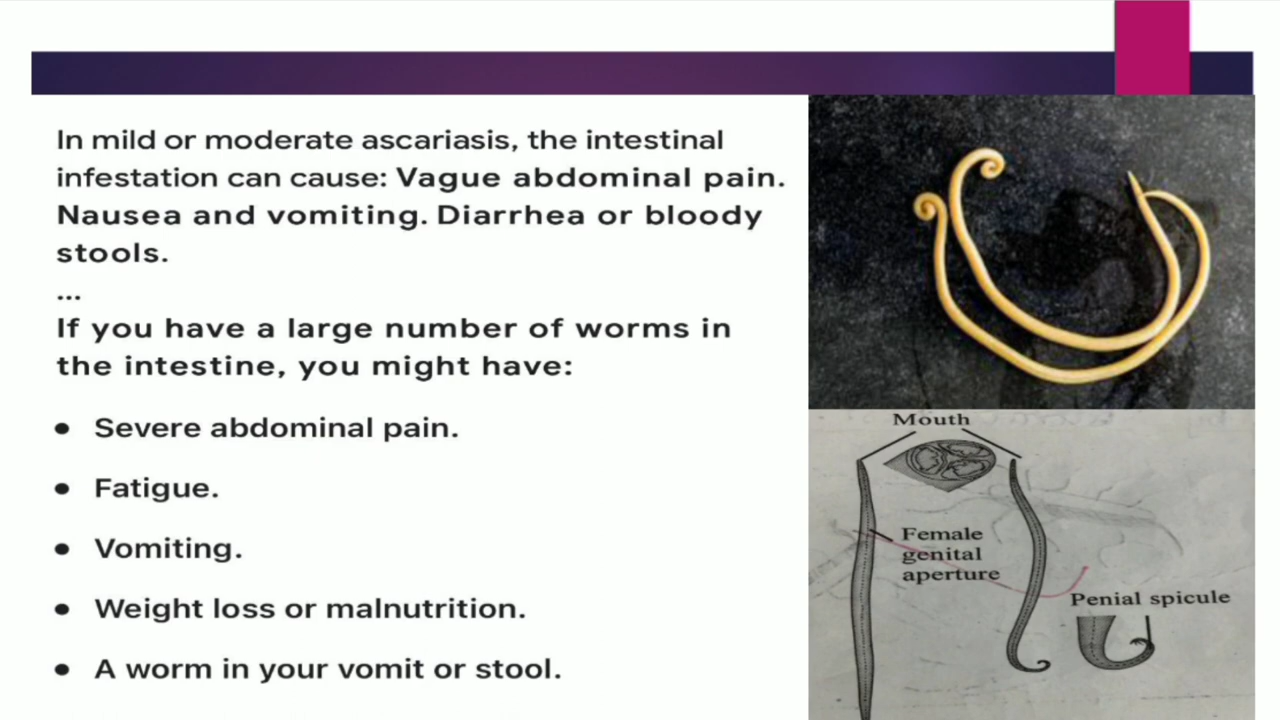 In mild or moderate ascariasis, the intestinal
infestation can cause: Vague abdominal pain.
Nausea and vomiting. Diarrhea or bloody
stools.
...
If you have a large number of worms in
the intestine, you might have:
• Severe abdominal pain.
• Fatigue.
• Vomiting.
• Weight loss or malnutrition.
• A worm in your vomit or stool.
Mouth
Female
genital
aperture
Penial spicule